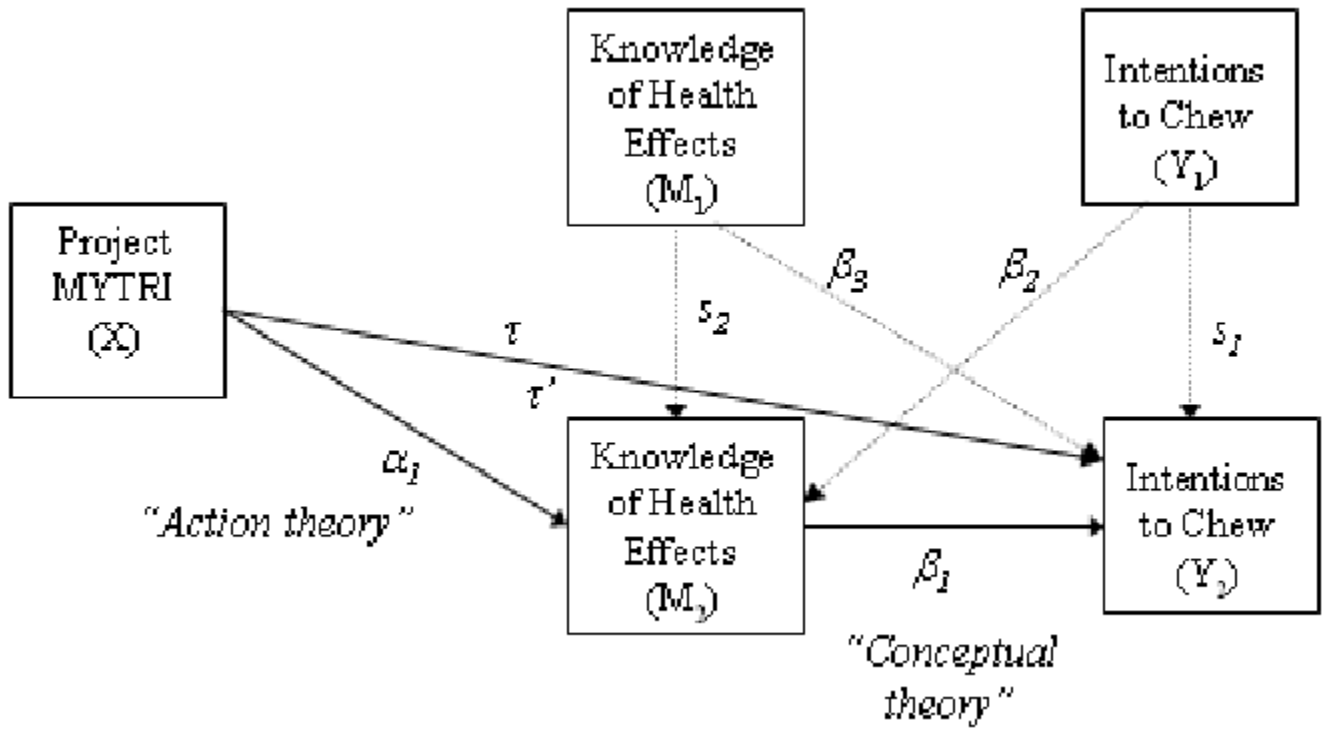 Knowledge
of Health
Effects
(M₁)
Intentions
to Chew
(Y₁)
Project
MYTRI
(X)
β₃
β₂
s₂
s₁
τ
τ’
α₁
“Action theory”
Knowledge
of Health
Effects
(M₂)
Intentions
to Chew
(Y₂)
β₁
“Conceptual
theory”